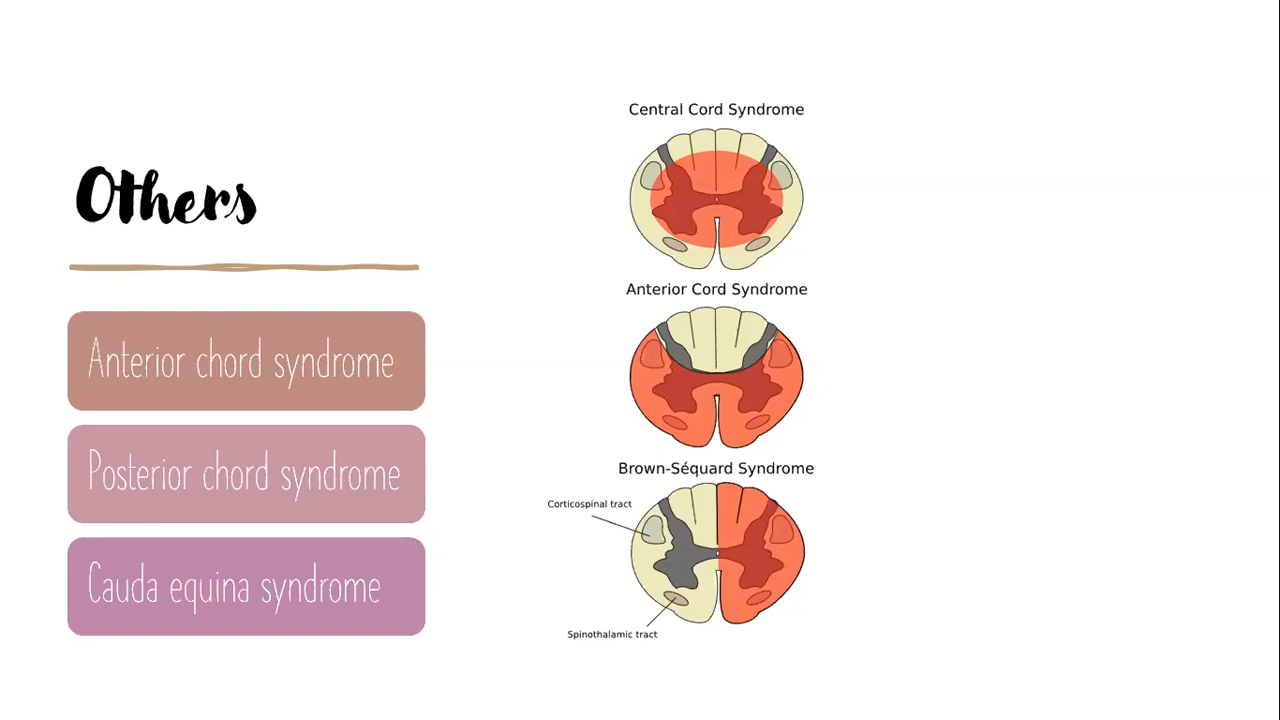 Others
Anterior chord syndrome
Posterior chord syndrome
Cauda equina syndrome
Central Cord Syndrome
Anterior Cord Syndrome
Brown-Séquard Syndrome
Corticospinal tract
Spinothalamic tract